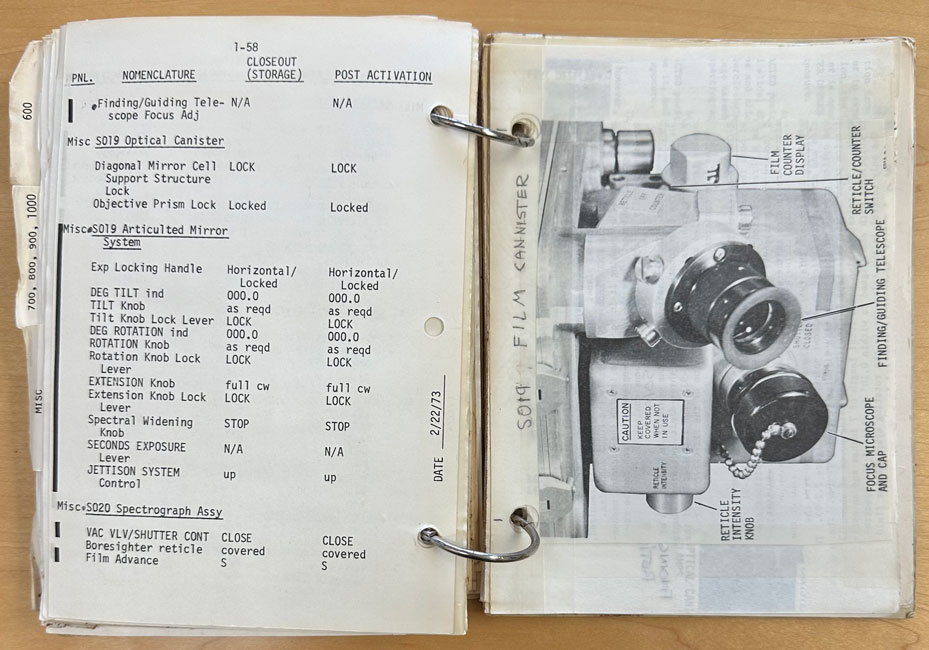 1-58
CLOSEOUT
PNL. NOMENCLATURE (STORAGE) POST ACTIVATION
•Finding/Guiding Tele- N/A N/A
scope Focus Adj
Misc S019 Optical Canister
Diagonal Mirror Cell LOCK LOCK
Support Structure
Lock
Objective Prism Lock Locked Locked
Misc•S019 Articulted Mirror
System
Exp Locking Handle Horizontal/ Horizontal/
Locked Locked
DEG TILT ind 000.0 000.0
TILT Knob as reqd as reqd
Tilt Knob Lock Lever LOCK LOCK
DEG ROTATION ind 000.0 000.0
ROTATION Knob as reqd as reqd
Rotation Knob Lock LOCK LOCK
Lever
EXTENSION Knob full cw full cw
Extension Knob Lock LOCK LOCK
Lever
Spectral Widening STOP STOP
Knob
SECONDS EXPOSURE N/A N/A
Lever
JETTISON SYSTEM up up
Control
Misc•S020 Spectrograph Assy
VAC VLV/SHUTTER CONT CLOSE CLOSE
Boresighter reticle covered covered
Film Advance S S
DATE 2/22/73
600
700, 800, 900, 1000
MISC
S019 FILM CANNISTER
FILM
COUNTER
DISPLAY
RETICLE/COUNTER
SWITCH
FINDING/GUIDING TELESCOPE
FOCUS MICROSCOPE
AND CAP
RETICLE
INTENSITY
KNOB
CAUTION
KEEP
COVERED
WHEN NOT
IN USE
RETICLE
INTENSITY
CLOSED
1